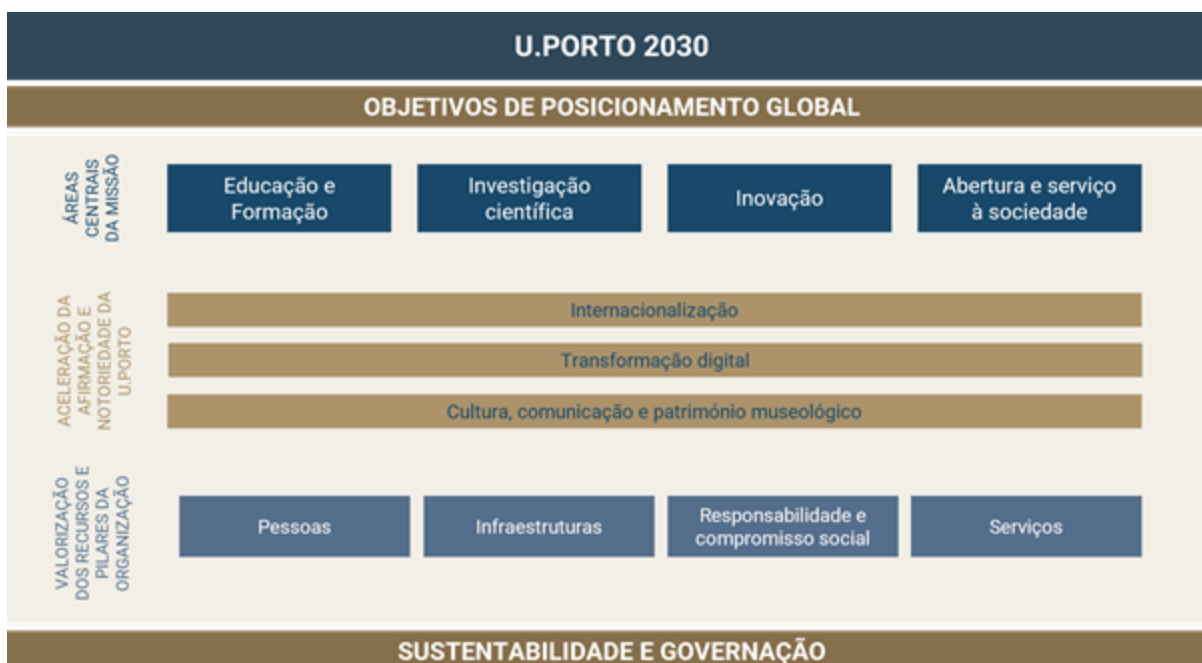 U.PORTO 2030
OBJETIVOS DE POSICIONAMENTO GLOBAL
ÁREAS
CENTRAIS
DA MISSÃO
Educação e
Formação
Investigação
científica
Inovação
Abertura e serviço
à sociedade
ACELERAÇÃO DA
AFIRMAÇÃO E
NOTORIEDADE DA
U.PORTO
Internacionalização
Transformação digital
Cultura, comunicação e património museológico
VALORIZAÇÃO
DOS RECURSOS E
PILARES DA
ORGANIZAÇÃO
Pessoas
Infraestruturas
Responsabilidade e
compromisso social
Serviços
SUSTENTABILIDADE E GOVERNAÇÃO